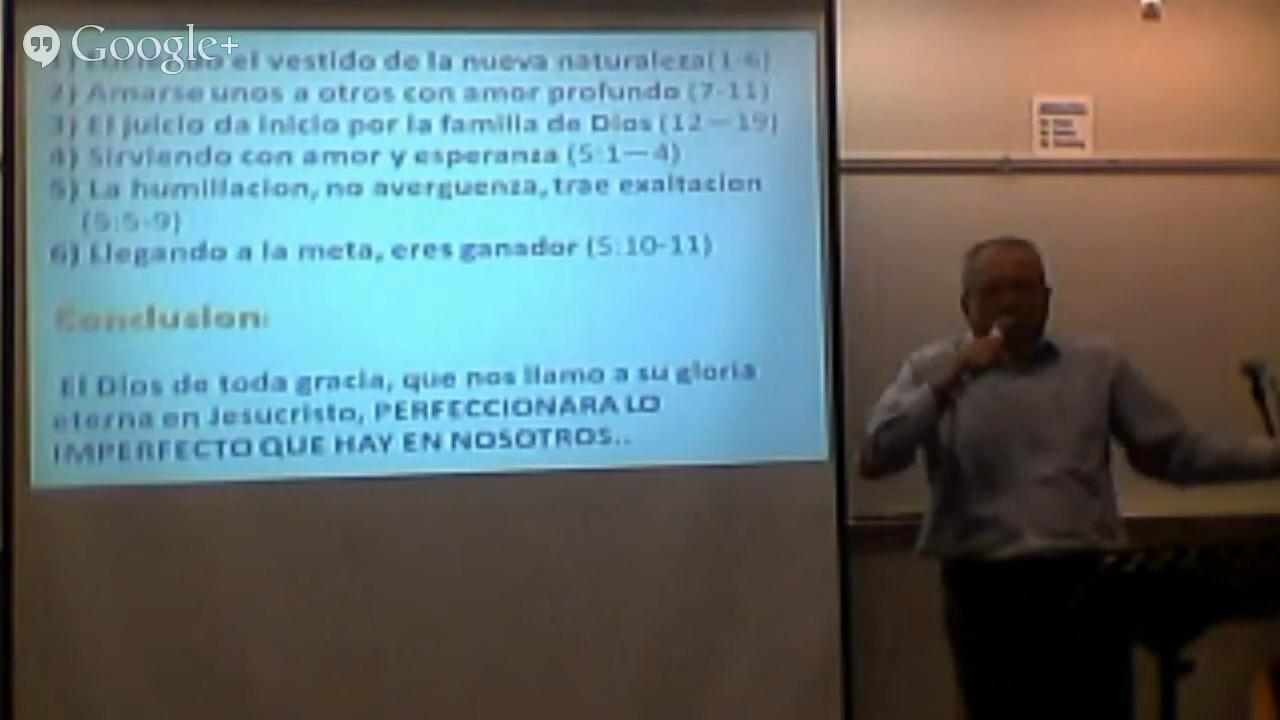 Google+
el vestido de la nueva naturaleza(1-6)
2) Amarse unos a otros con amor profundo (7-11)
3) El juicio da inicio por la familia de Dios (12—19)
4) Sirviendo con amor y esperanza (5:1—4)
5) La humillacion, no averguenza, trae exaltacion
(5:5-9)
6) Llegando a la meta, eres ganador (5:10-11)
Conclusion:
El Dios de toda gracia, que nos llamo a su gloria
eterna en Jesucristo, PERFECCIONARA LO
IMPERFECTO QUE HAY EN NOSOTROS..